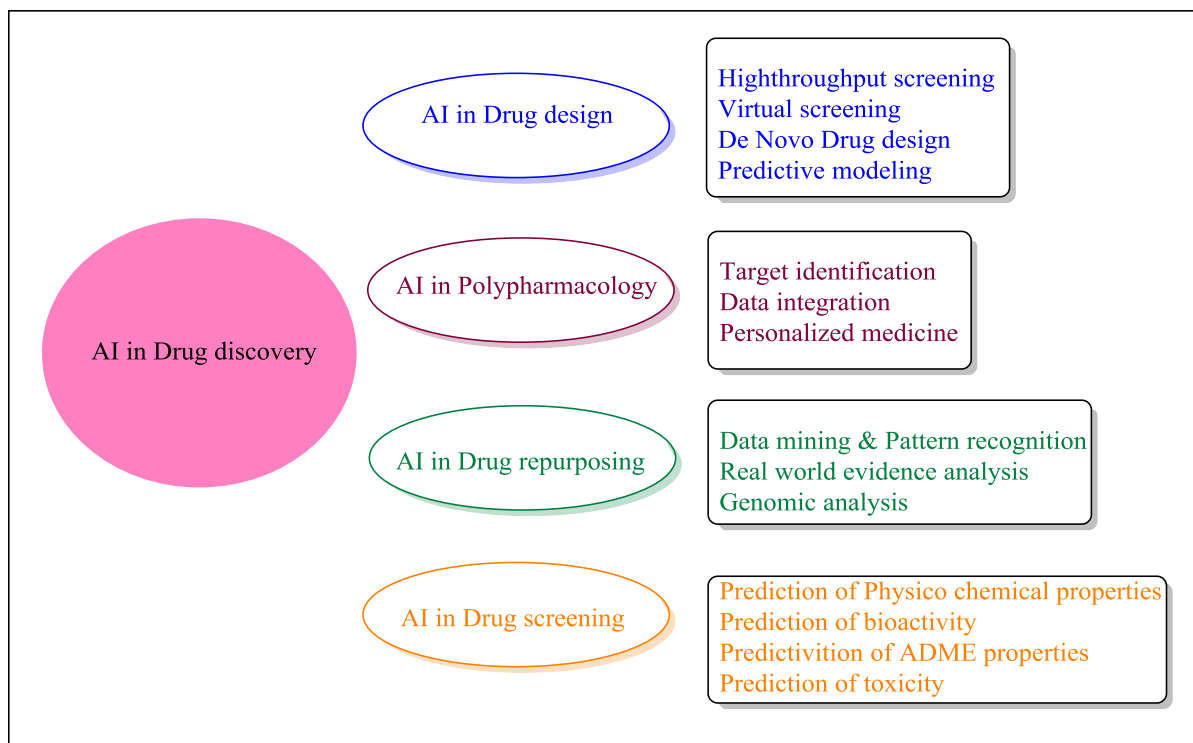 AI in Drug discovery
AI in Drug design
Highthroughput screening
Virtual screening
De Novo Drug design
Predictive modeling
AI in Polypharmacology
Target identification
Data integration
Personalized medicine
AI in Drug repurposing
Data mining & Pattern recognition
Real world evidence analysis
Genomic analysis
AI in Drug screening
Prediction of Physico chemical properties
Prediction of bioactivity
Predictivition of ADME properties
Prediction of toxicity